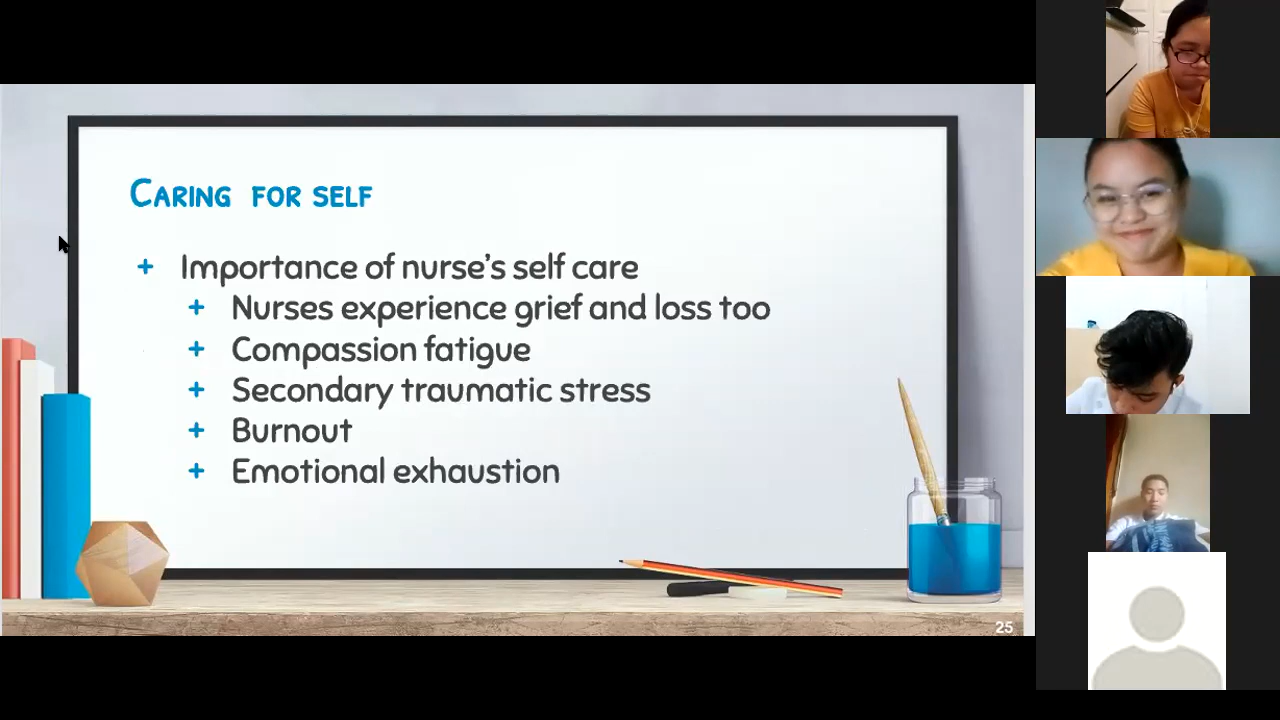 Caring for self
+ Importance of nurse's self care
+ Nurses experience grief and loss too
+ Compassion fatigue
+ Secondary traumatic stress
+ Burnout
+ Emotional exhaustion
25